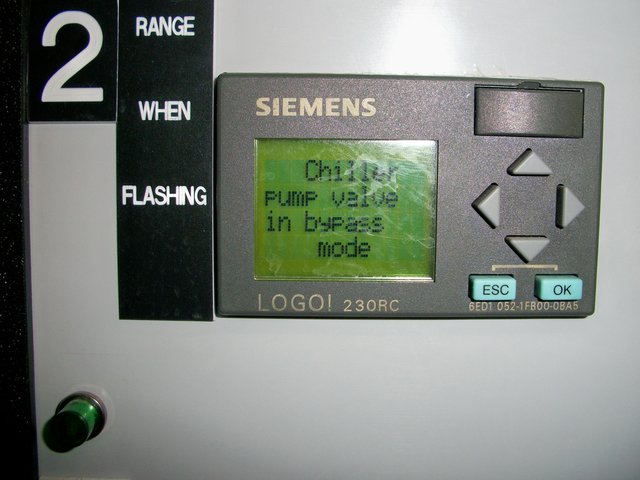 2
RANGE
WHEN
FLASHING
SIEMENS
Chiller
pump valve
in bypass
mode
ESC
OK
LOGO! 230RC
6ED1 052-1FB00-0BA5